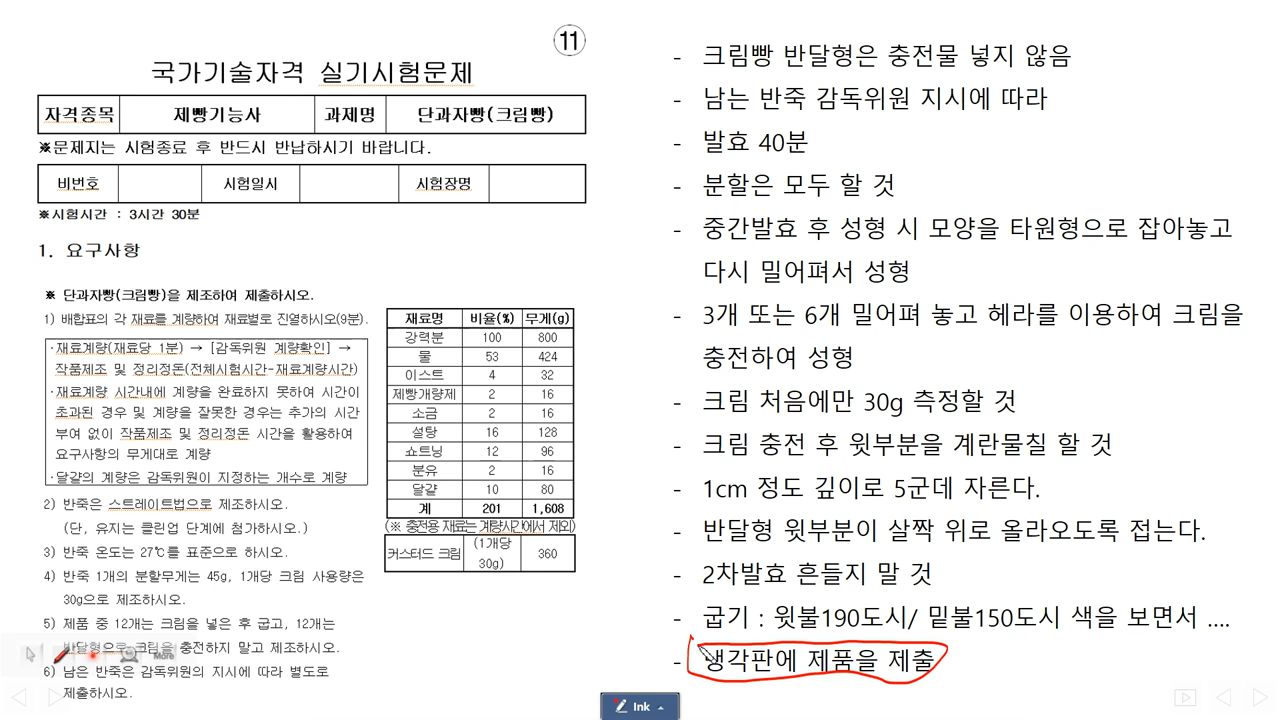 11
국가기술자격 실기시험문제
자격종목 제빵기능사 과제명 단과자빵(크림빵)
※문제지는 시험종료 후 반드시 반납하시기 바랍니다.
비번호 시험일시 시험장명
※시험시간 : 3시간 30분
1. 요구사항
※ 단과자빵(크림빵)을 제조하여 제출하시오.
1) 배합표의 각 재료를 계량하여 재료별로 진열하시오(9분).
·재료계량(재료당 1분) → [감독위원 계량확인] →
작품제조 및 정리정돈(전체시험시간-재료계량시간)
·재료계량 시간내에 계량을 완료하지 못하여 시간이
초과된 경우 및 계량을 잘못한 경우는 추가의 시간
부여 없이 작품제조 및 정리정돈 시간을 활용하여
요구사항의 무게대로 계량
·달걀의 계량은 감독위원이 지정하는 개수로 계량
2) 반죽은 스트레이트법으로 제조하시오.
(단, 유지는 클린업 단계에 첨가하시오.)
3) 반죽 온도는 27℃를 표준으로 하시오.
4) 반죽 1개의 분할무게는 45g, 1개당 크림 사용량은
30g으로 제조하시오.
5) 제품 중 12개는 크림을 넣은 후 굽고, 12개는
반달형으로 크림을 충전하지 말고 제조하시오.
6) 남은 반죽은 감독위원의 지시에 따라 별도로
제출하시오.
재료명 비율(%) 무게(g)
강력분 100 800
물 53 424
이스트 4 32
제빵개량제 2 16
소금 2 16
설탕 16 128
쇼트닝 12 96
분유 2 16
달걀 10 80
계 201 1,608
(※ 충전용 재료는 계량시간에서 제외)
커스터드 크림 (1개당 30g) 360
- 크림빵 반달형은 충전물 넣지 않음
- 남는 반죽 감독위원 지시에 따라
- 발효 40분
- 분할은 모두 할 것
- 중간발효 후 성형 시 모양을 타원형으로 잡아놓고
다시 밀어펴서 성형
- 3개 또는 6개 밀어펴 놓고 헤라를 이용하여 크림을
충전하여 성형
- 크림 처음에만 30g 측정할 것
- 크림 충전 후 윗부분을 계란물칠 할 것
- 1cm 정도 깊이로 5군데 자른다.
- 반달형 윗부분이 살짝 위로 올라오도록 접는다.
- 2차발효 흔들지 말 것
- 굽기 : 윗불190도시/ 밑불150도시 색을 보면서 ....
- 냉각판에 제품을 제출
More
Ink